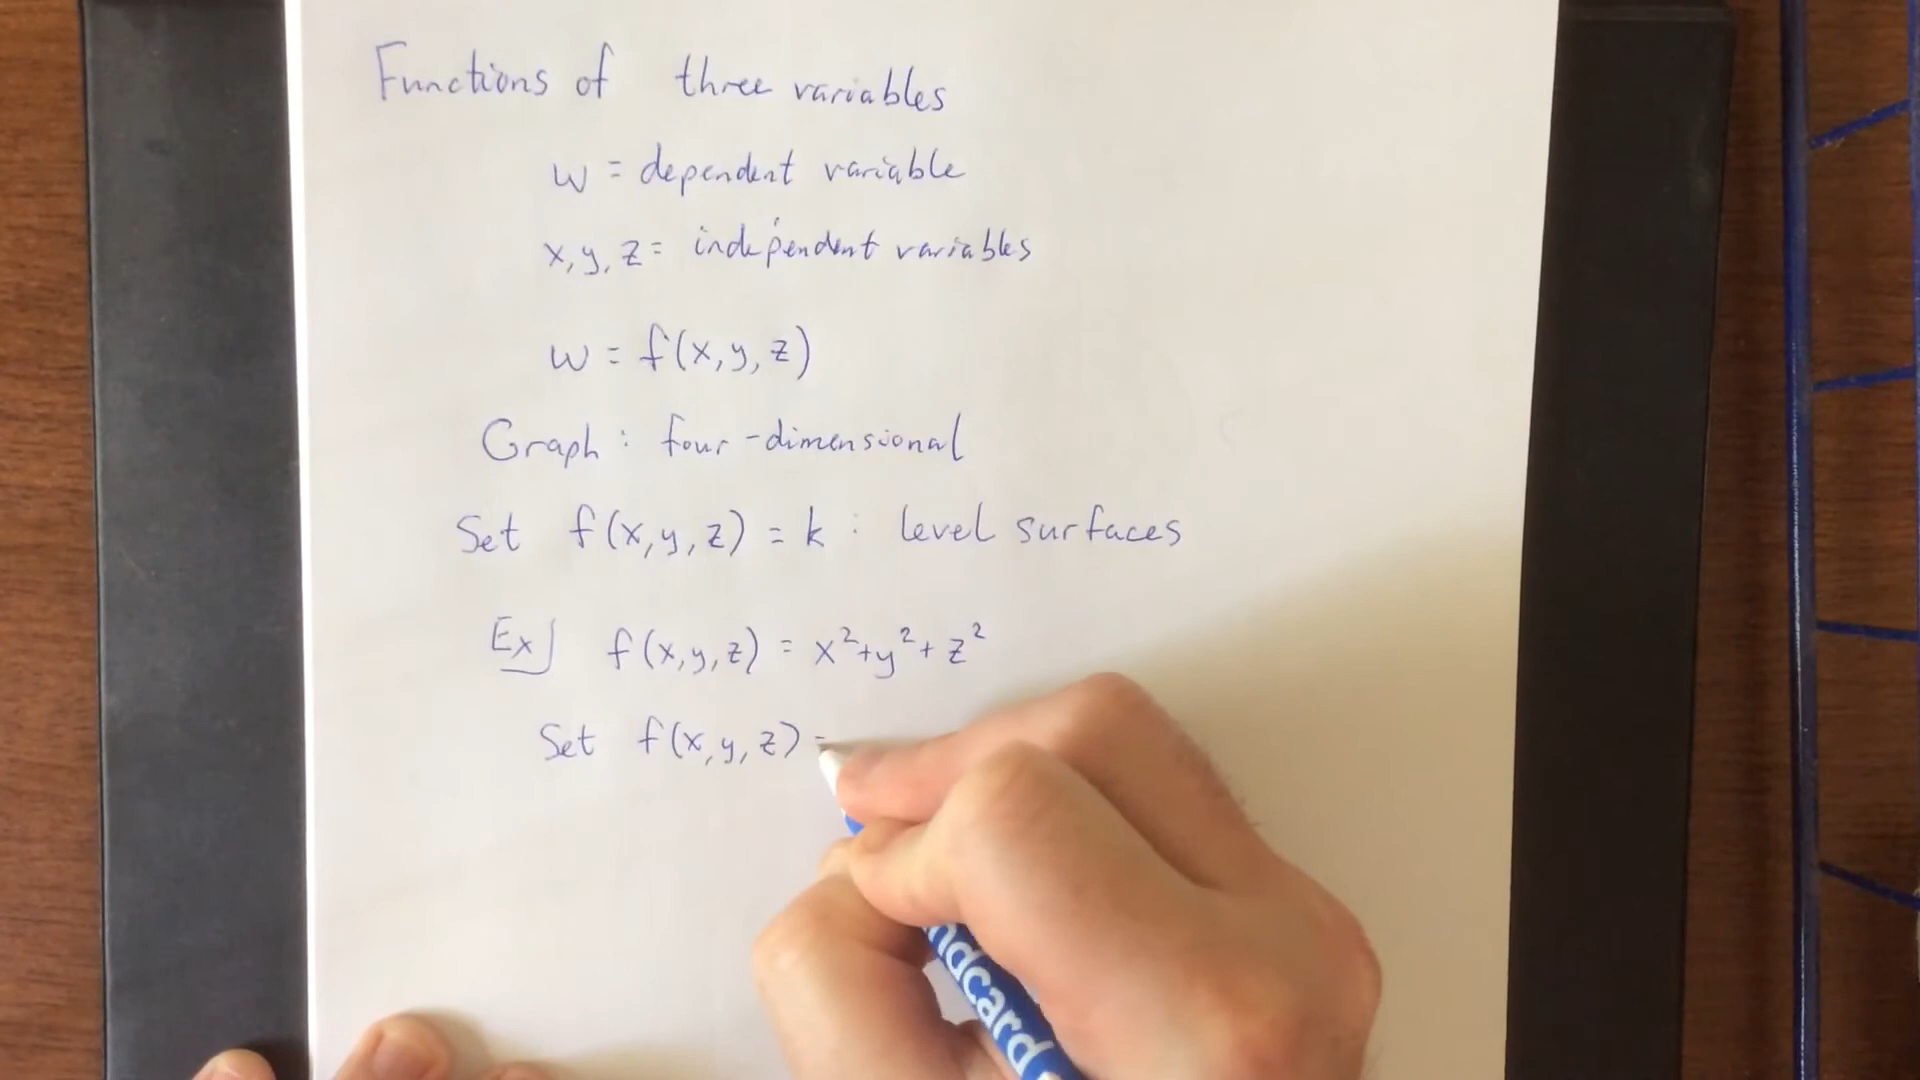 Functions of three variables
w = dependent variable
x, y, z = independent variables
w = f(x, y, z)
Graph : four-dimensional
Set f(x, y, z) = k : level surfaces
Ex] f(x, y, z) = x²+y²+z²
Set f(x, y, z) =